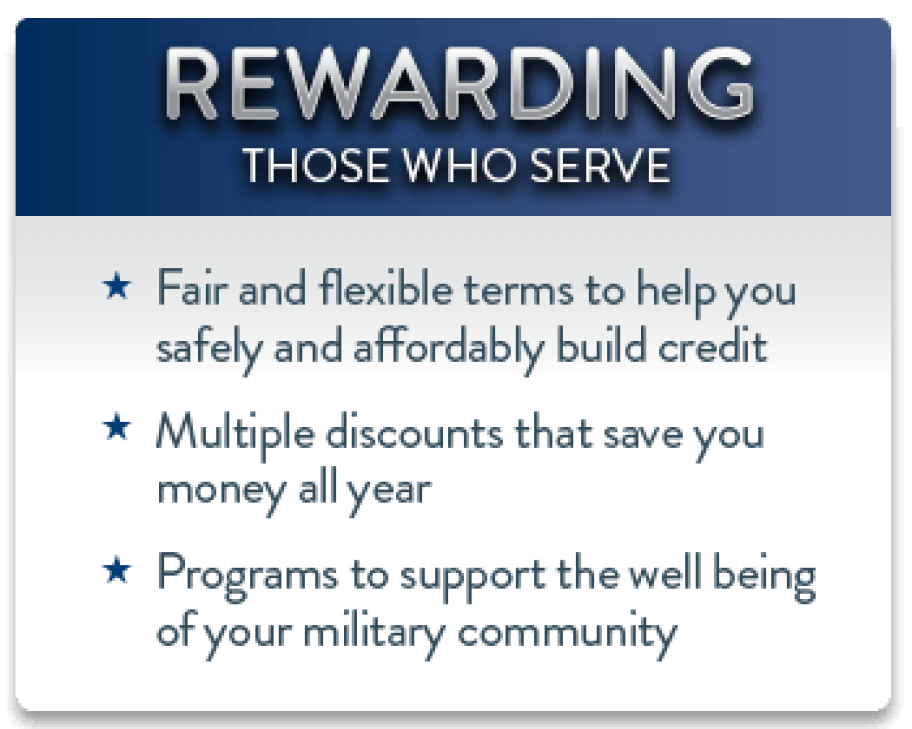 REWARDING
THOSE WHO SERVE
★ Fair and flexible terms to help you
safely and affordably build credit
★ Multiple discounts that save you
money all year
★ Programs to support the well being
of your military community